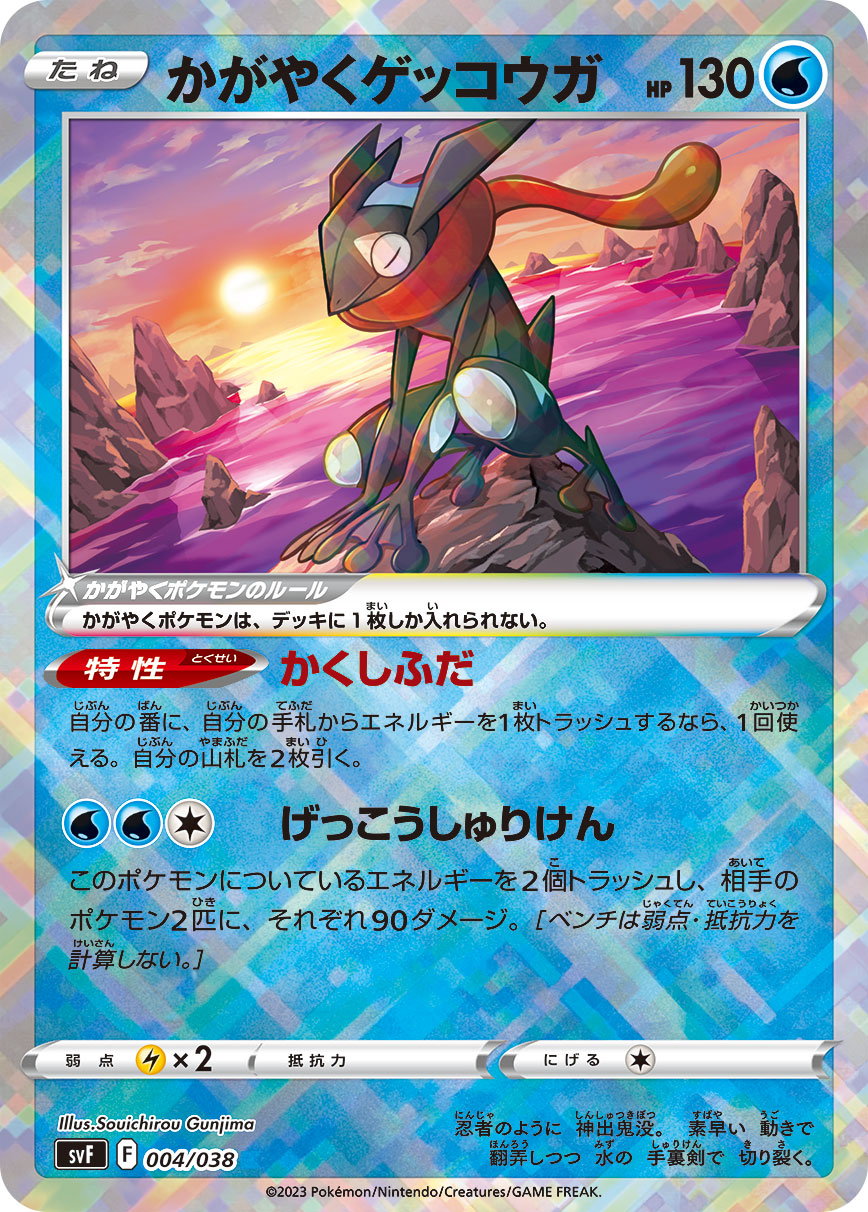 たね かがやくゲッコウガ HP 130
かがやくポケモンのルール
かがやくポケモンは、デッキに1枚しか入れられない。
特性 とくせい かくしふだ
自分の番に、自分の手札からエネルギーを1枚トラッシュするなら、1回使
える。自分の山札を2枚引く。
げっこうしゅりけん
このポケモンについているエネルギーを2個トラッシュし、相手の
ポケモン2匹に、それぞれ90ダメージ。[ベンチは弱点・抵抗力を
計算しない。]
弱点 ×2 抵抗力 にげる
Illus.Souichirou Gunjima
忍者のように 神出鬼没。 素早い 動きで
翻弄しつつ 水の 手裏剣で 切り裂く。
svF F 004/038
©2023 Pokémon/Nintendo/Creatures/GAME FREAK.